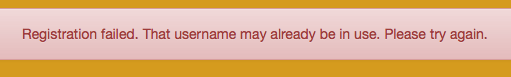 Registration failed. That username may already be in use. Please try again.